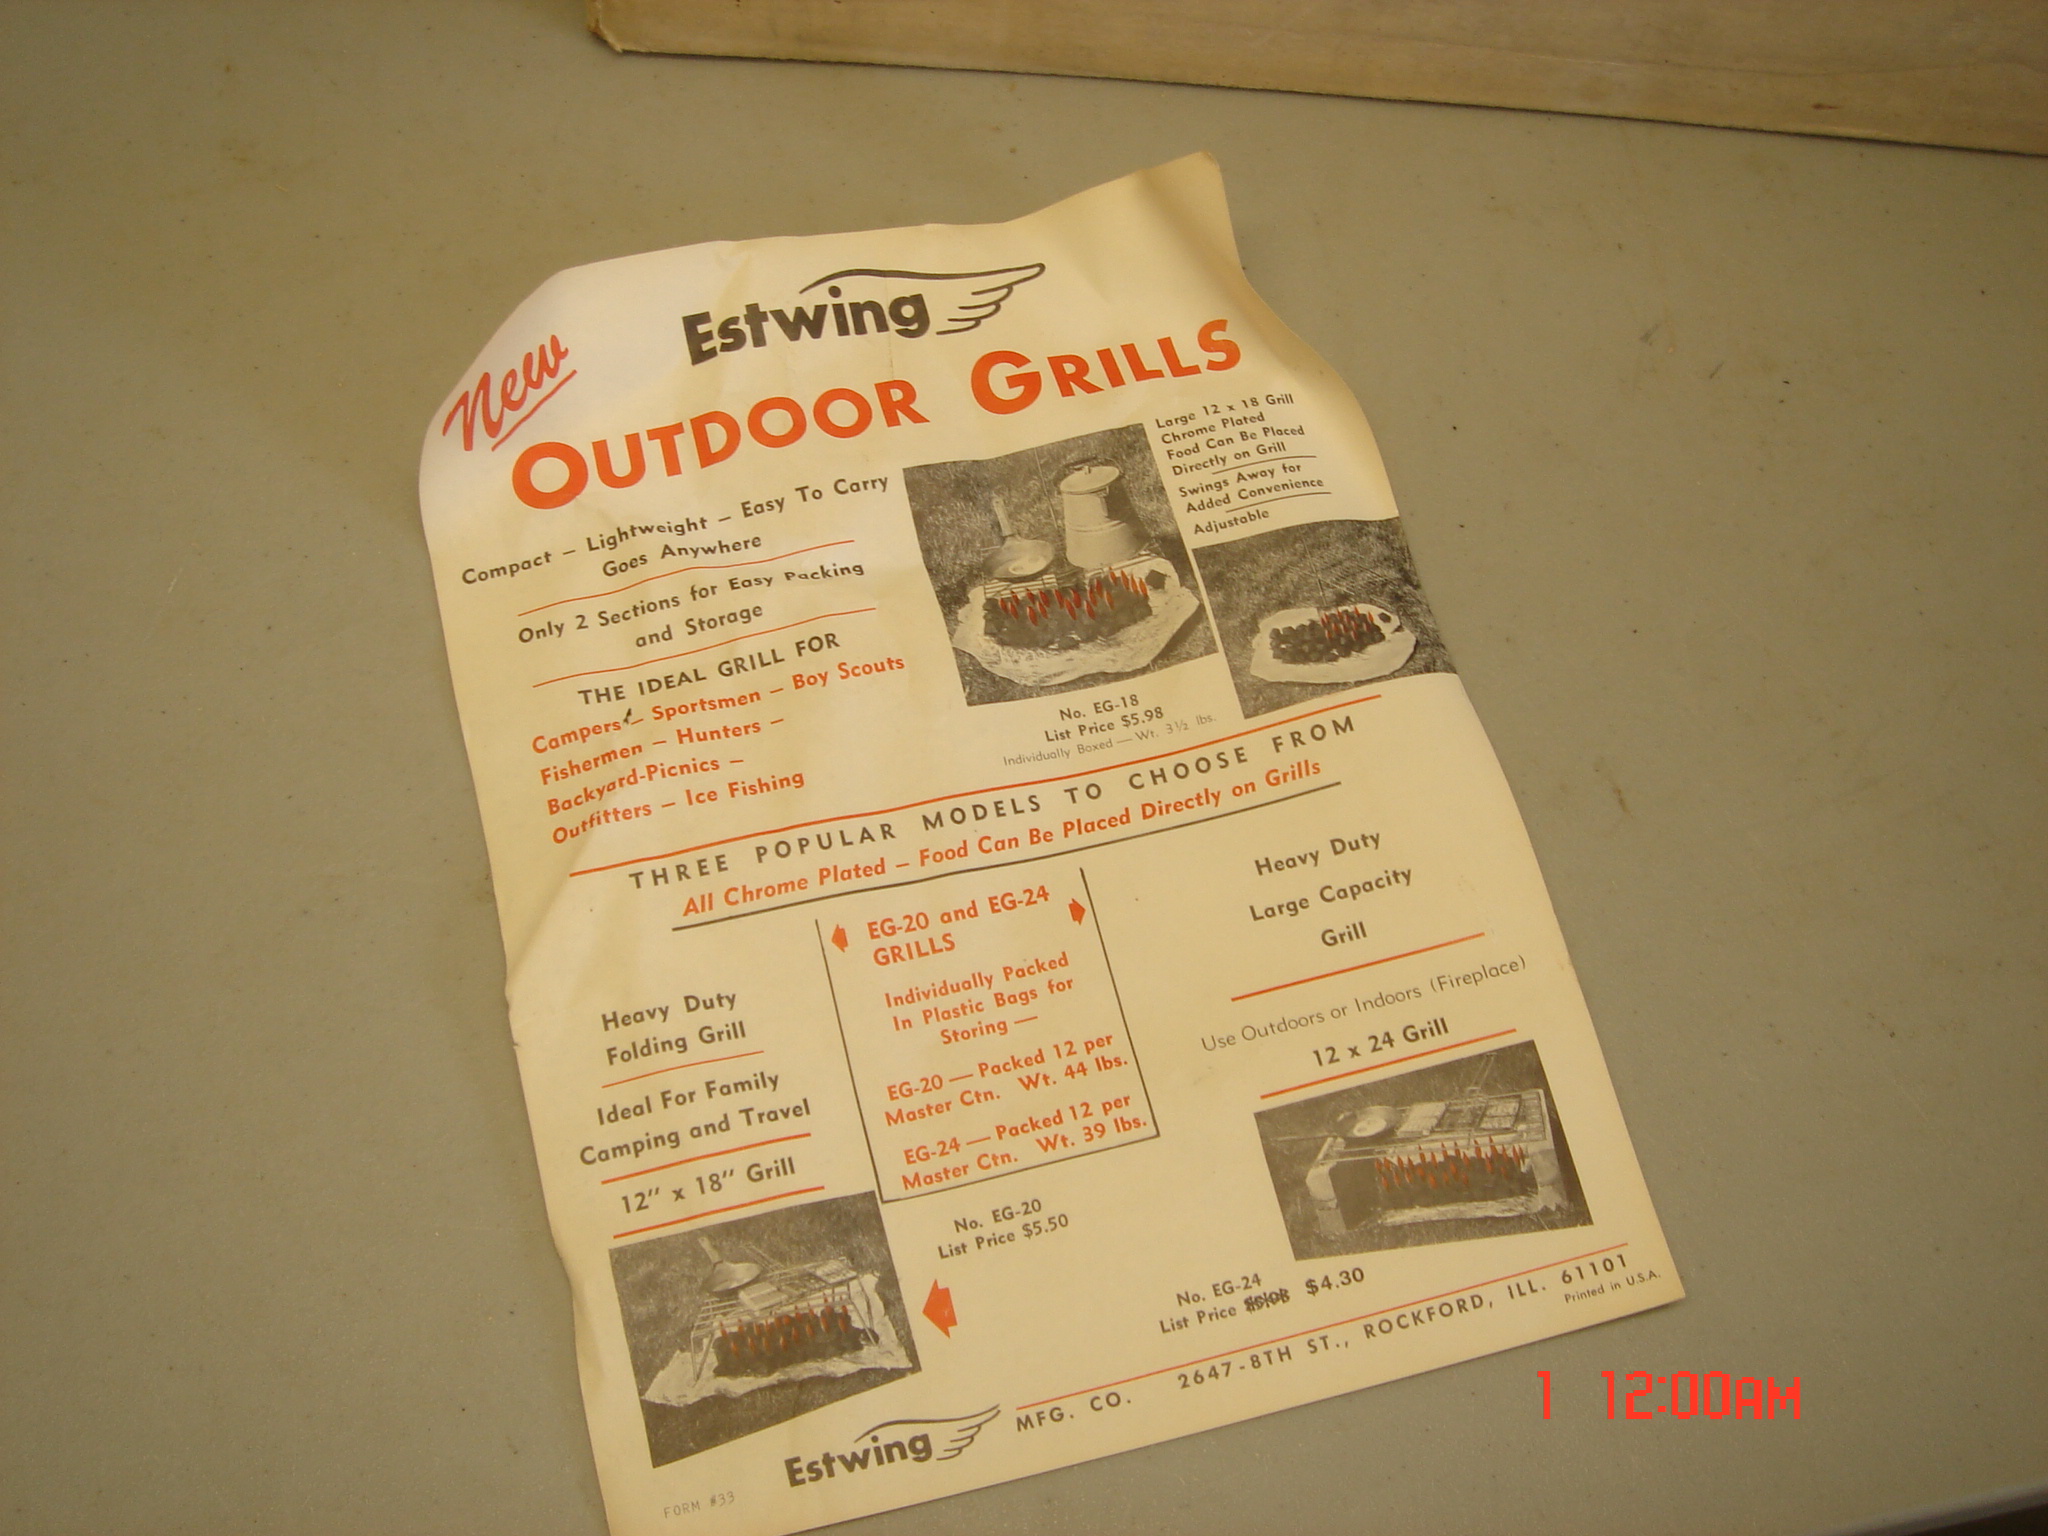 New
Estwing
OUTDOOR GRILLS
Compact – Lightweight – Easy To Carry
Goes Anywhere
Only 2 Sections for Easy Packing
and Storage
THE IDEAL GRILL FOR
Campers – Sportsmen – Boy Scouts
Fishermen – Hunters –
Backyard-Picnics –
Outfitters – Ice Fishing
Large 12 x 18 Grill
Chrome Plated
Food Can Be Placed
Directly on Grill
Swings Away for
Added Convenience
Adjustable
No. EG-18
List Price $5.98
Individually Boxed — Wt. 3½ lbs.
THREE POPULAR MODELS TO CHOOSE FROM
All Chrome Plated – Food Can Be Placed Directly on Grills
Heavy Duty
Folding Grill
Ideal For Family
Camping and Travel
12" x 18" Grill
EG-20 and EG-24
GRILLS
Individually Packed
In Plastic Bags for
Storing —
EG-20 — Packed 12 per
Master Ctn. Wt. 44 lbs.
EG-24 — Packed 12 per
Master Ctn. Wt. 39 lbs.
No. EG-20
List Price $5.50
Heavy Duty
Large Capacity
Grill
Use Outdoors or Indoors (Fireplace)
12 x 24 Grill
No. EG-24
List Price $4.30
Estwing MFG. CO. 2647-8TH ST., ROCKFORD, ILL. 61101
Printed in U.S.A.
FORM #33
1 12:00AM